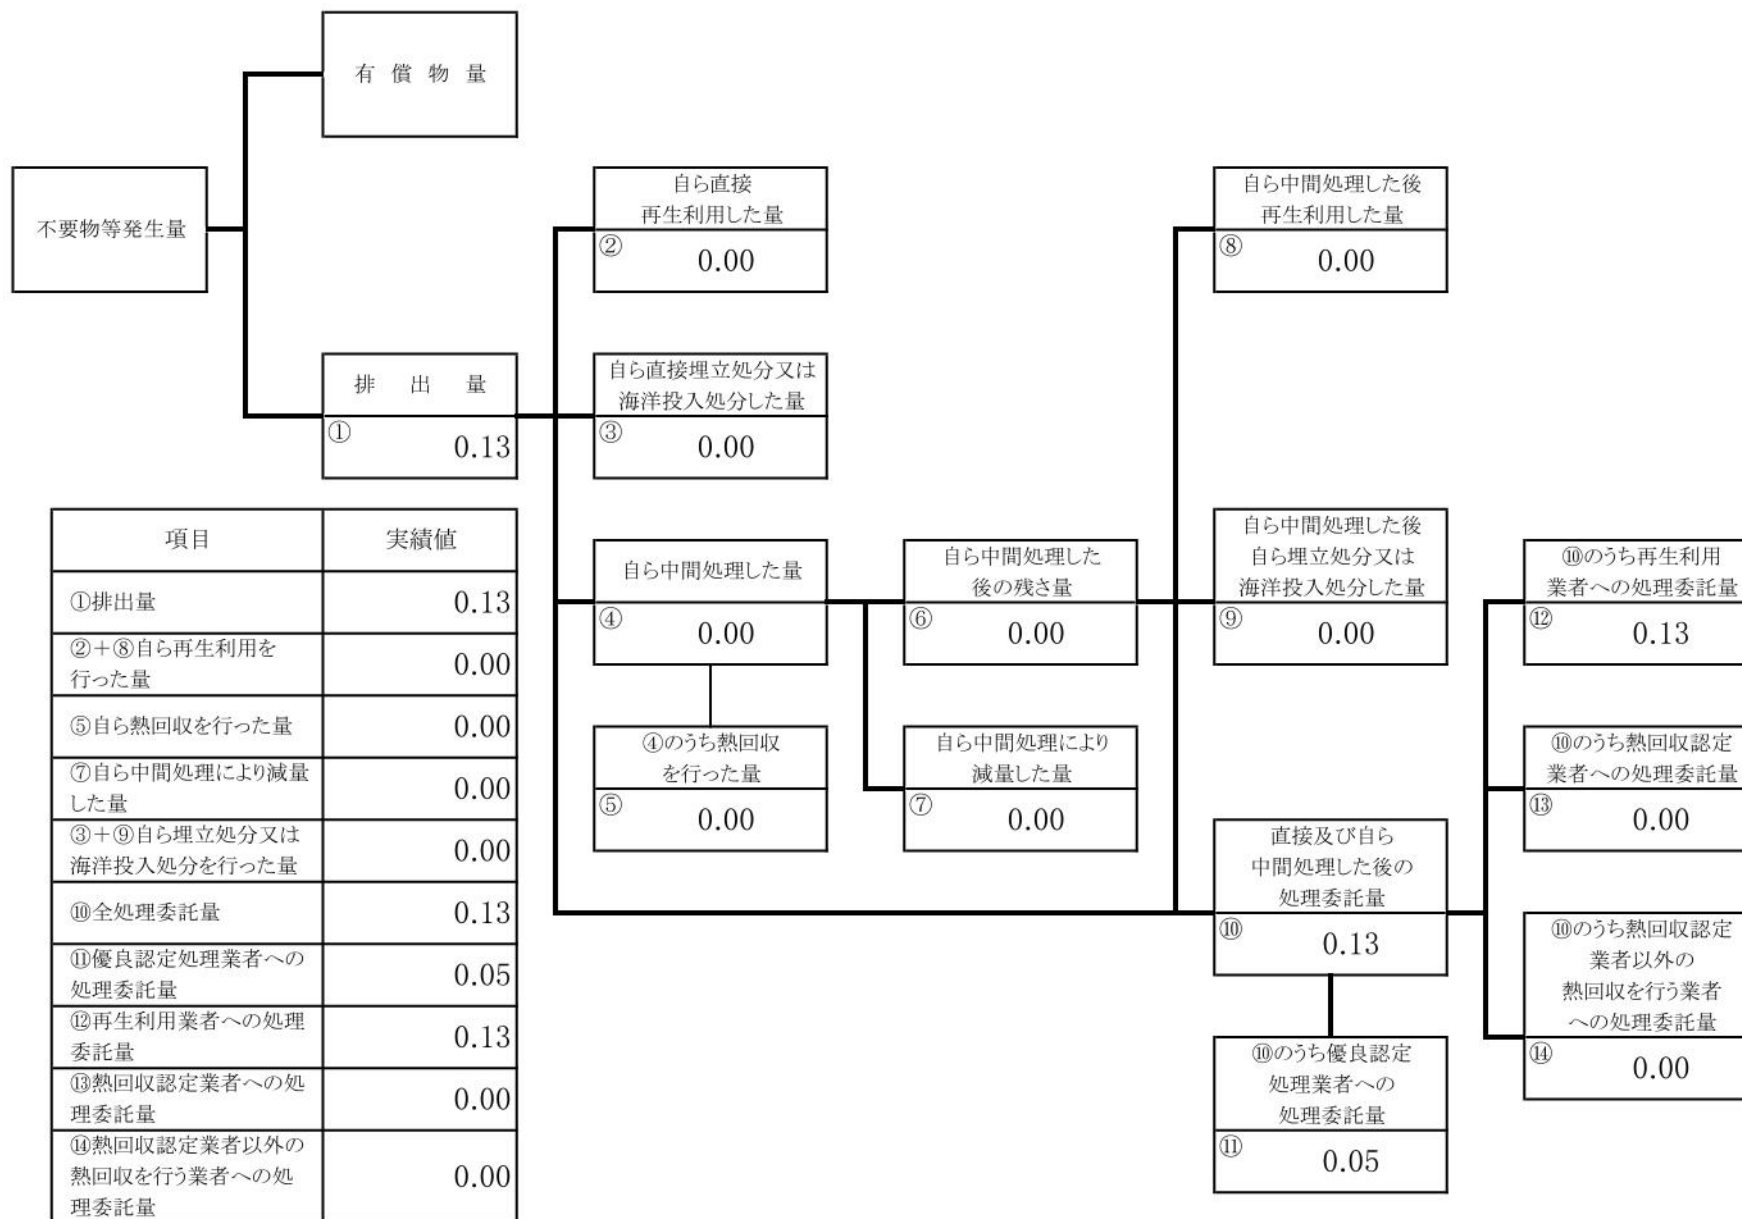 有 償 物 量
不要物等発生量
排 出 量
①
0.13
自ら直接
再生利用した量
②
0.00
自ら直接埋立処分又は
海洋投入処分した量
③
0.00
自ら中間処理した量
④
0.00
④のうち熱回収
を行った量
⑤
0.00
自ら中間処理した
後の残さ量
⑥
0.00
自ら中間処理により
減量した量
⑦
0.00
自ら中間処理した後
再生利用した量
⑧
0.00
自ら中間処理した後
自ら埋立処分又は
海洋投入処分した量
⑨
0.00
直接及び自ら
中間処理した後の
処理委託量
⑩
0.13
⑩のうち優良認定
処理業者への
処理委託量
⑪
0.05
⑩のうち再生利用
業者への処理委託量
⑫
0.13
⑩のうち熱回収認定
業者への処理委託量
⑬
0.00
⑩のうち熱回収認定
業者以外の
熱回収を行う業者
への処理委託量
⑭
0.00
項目 実績値
①排出量 0.13
②+⑧自ら再生利用を
行った量 0.00
⑤自ら熱回収を行った量 0.00
⑦自ら中間処理により減量
した量 0.00
③+⑨自ら埋立処分又は
海洋投入処分を行った量 0.00
⑩全処理委託量 0.13
⑪優良認定処理業者への
処理委託量 0.05
⑫再生利用業者への処理
委託量 0.13
⑬熱回収認定業者への処
理委託量 0.00
⑭熱回収認定業者以外の
熱回収を行う業者への処
理委託量 0.00